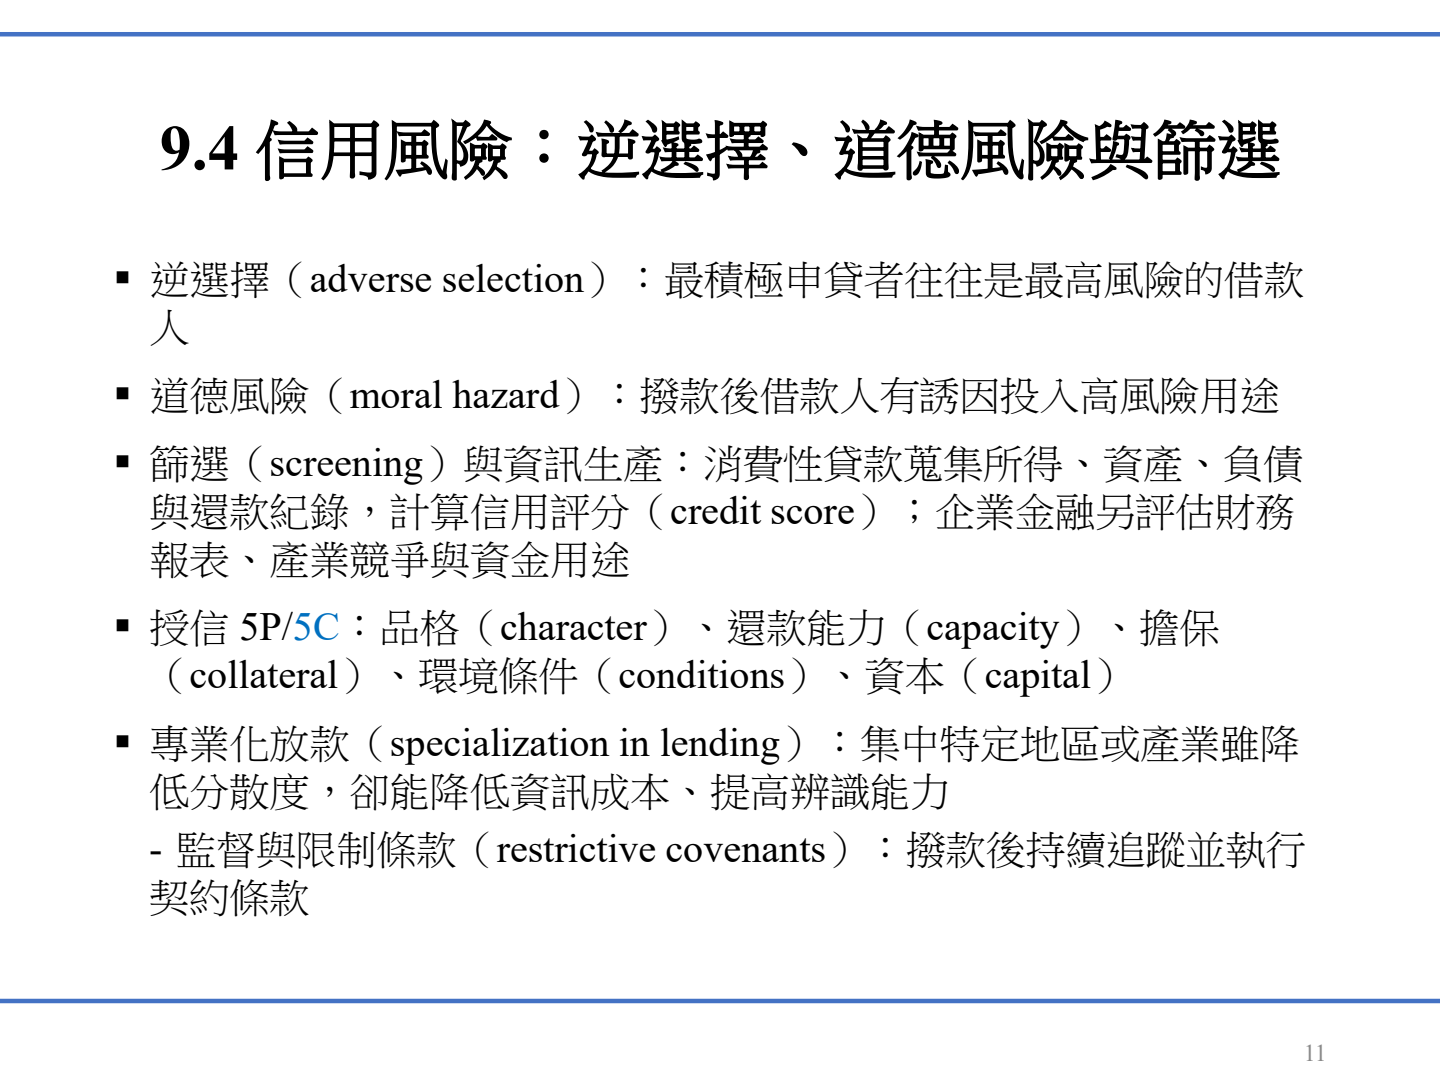 9.4 信用風險：逆選擇、道德風險與篩選
▪ 逆選擇（adverse selection）：最積極申貸者往往是最高風險的借款
人
▪ 道德風險（moral hazard）：撥款後借款人有誘因投入高風險用途
▪ 篩選（screening）與資訊生產：消費性貸款蒐集所得、資產、負債
與還款紀錄，計算信用評分（credit score）；企業金融另評估財務
報表、產業競爭與資金用途
▪ 授信 5P/5C：品格（character）、還款能力（capacity）、擔保
（collateral）、環境條件（conditions）、資本（capital）
▪ 專業化放款（specialization in lending）：集中特定地區或產業雖降
低分散度，卻能降低資訊成本、提高辨識能力
- 監督與限制條款（restrictive covenants）：撥款後持續追蹤並執行
契約條款
11